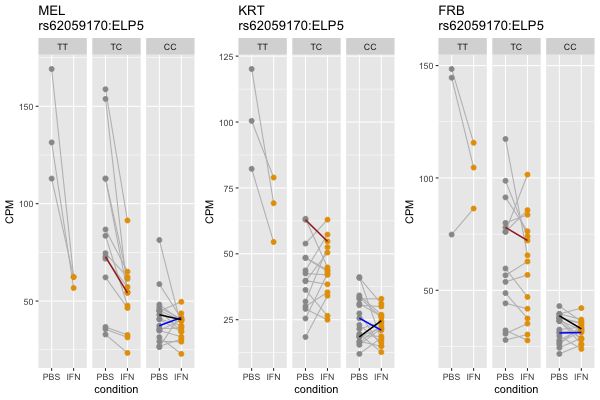 MEL
rs62059170:ELP5
TT TC CC
150
100
50
CPM
PBS IFN PBS IFN PBS IFN
condition
KRT
rs62059170:ELP5
TT TC CC
125
100
75
50
25
CPM
PBS IFN PBS IFN PBS IFN
condition
FRB
rs62059170:ELP5
TT TC CC
150
100
50
CPM
PBS IFN PBS IFN PBS IFN
condition